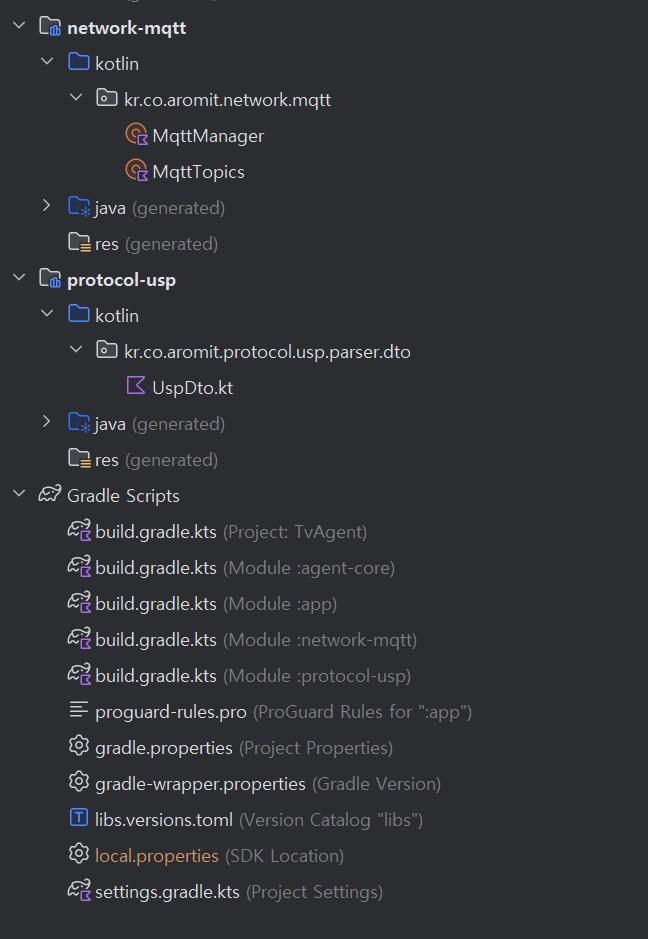 network-mqtt
kotlin
kr.co.aromit.network.mqtt
MqttManager
MqttTopics
java (generated)
res (generated)
protocol-usp
kotlin
kr.co.aromit.protocol.usp.parser.dto
UspDto.kt
java (generated)
res (generated)
Gradle Scripts
build.gradle.kts (Project: TvAgent)
build.gradle.kts (Module :agent-core)
build.gradle.kts (Module :app)
build.gradle.kts (Module :network-mqtt)
build.gradle.kts (Module :protocol-usp)
proguard-rules.pro (ProGuard Rules for ":app")
gradle.properties (Project Properties)
gradle-wrapper.properties (Gradle Version)
libs.versions.toml (Version Catalog "libs")
local.properties (SDK Location)
settings.gradle.kts (Project Settings)